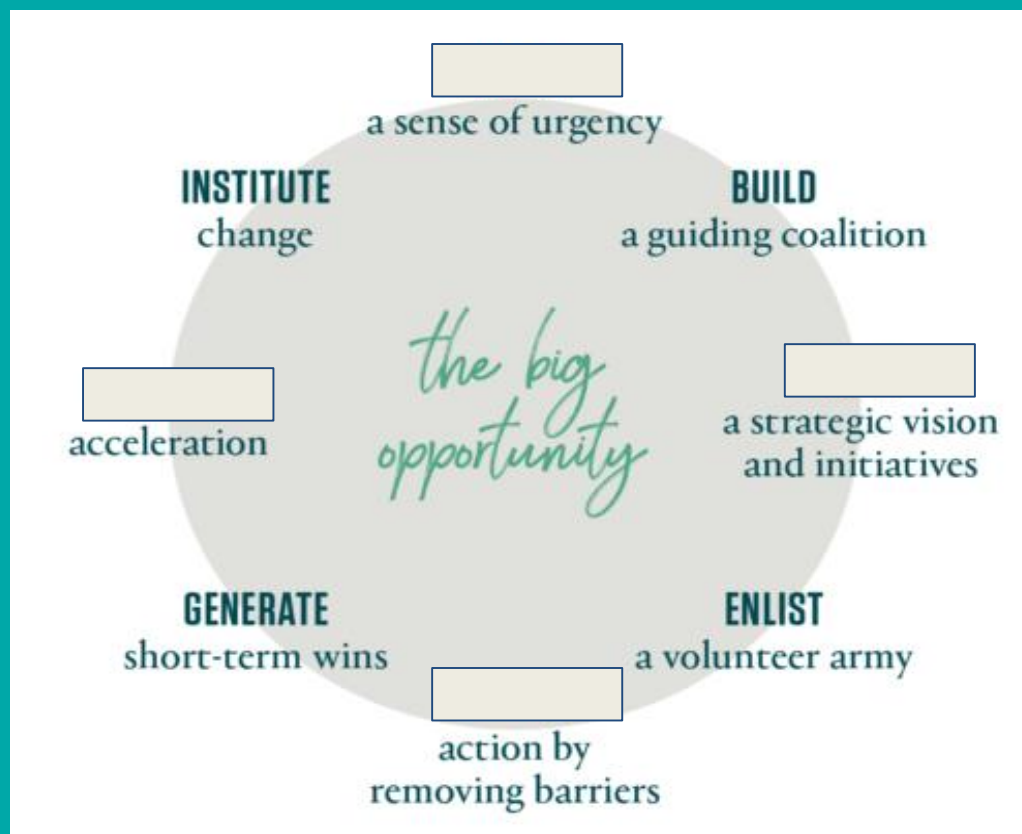 a sense of urgency
BUILD
a guiding coalition
a strategic vision
and initiatives
ENLIST
a volunteer army
action by
removing barriers
GENERATE
short-term wins
acceleration
INSTITUTE
change
the big
opportunity